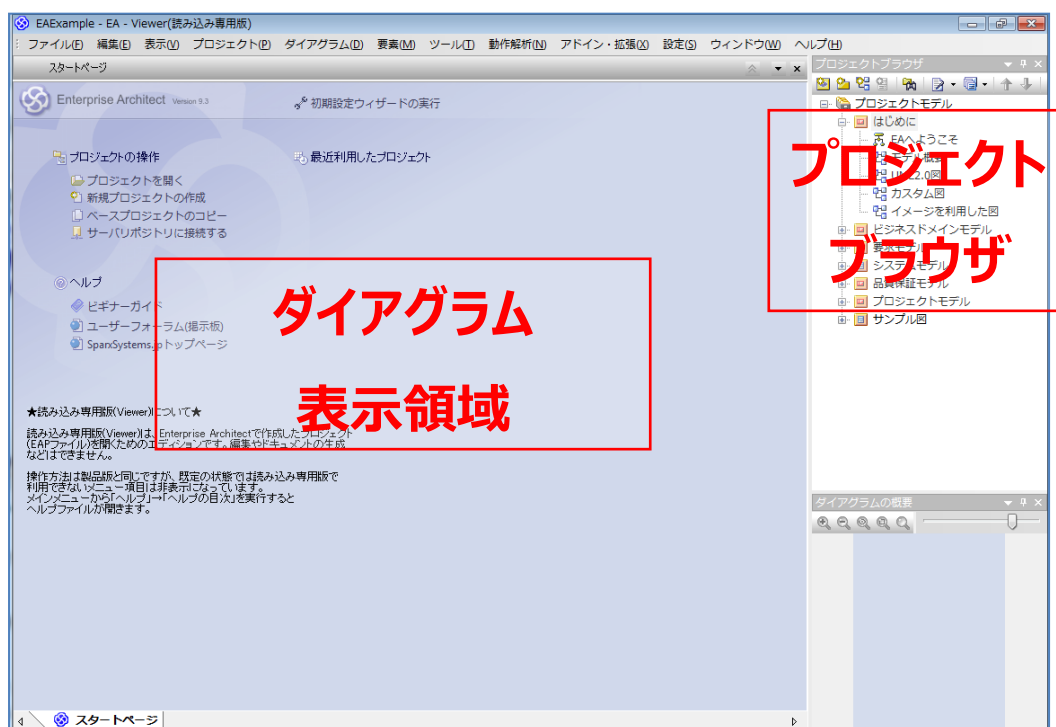 EAExample - EA - Viewer(読み込み専用版)
ファイル(F) 編集(E) 表示(V) プロジェクト(P) ダイアグラム(D) 要素(M) ツール(T) 動作解析(N) アドイン・拡張(X) 設定(S) ウィンドウ(W) ヘルプ(H)
スタートページ
Enterprise Architect Version 9.3
初期設定ウィザードの実行
プロジェクトの操作
最近利用したプロジェクト
プロジェクトを開く
新規プロジェクトの作成
ベースプロジェクトのコピー
サーバリポジトリに接続する
ヘルプ
ビギナーガイド
ユーザーフォーラム(掲示板)
SparxSystems.jpトップページ
ダイアグラム
表示領域
★読み込み専用版(Viewer)について★
読み込み専用版(Viewer)は、Enterprise Architectで作成したプロジェクト
(EAPファイル)を開くためのエディションです。編集やドキュメントの生成
などはできません。
操作方法は製品版と同じですが、既定の状態では読み込み専用版で
利用できないメニュー項目は非表示になっています。
メインメニューから「ヘルプ」→「ヘルプの目次」を実行すると
ヘルプファイルが開きます。
スタートページ
プロジェクトブラウザ
プロジェクトモデル
はじめに
EAへようこそ
モデル概要
UML2.0図
カスタム図
イメージを利用した図
ビジネスドメインモデル
要求モデル
システムモデル
品質保証モデル
プロジェクトモデル
サンプル図
プロジェクト
ブラウザ
ダイアグラムの概要